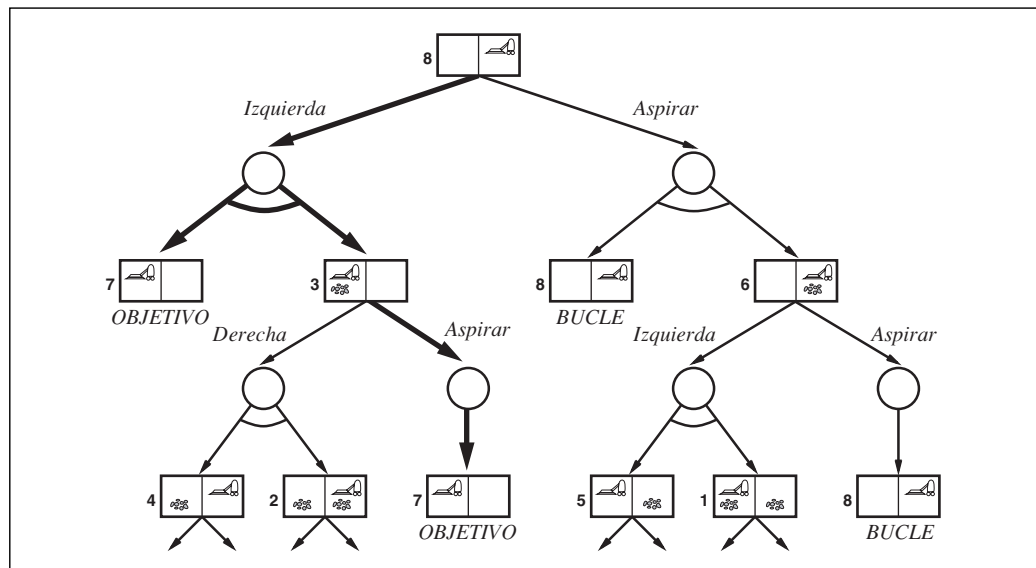 8
Izquierda Aspirar
7 3 8 6
OBJETIVO BUCLE
Derecha Aspirar Izquierda Aspirar
4 2 7 5 1 8
OBJETIVO BUCLE